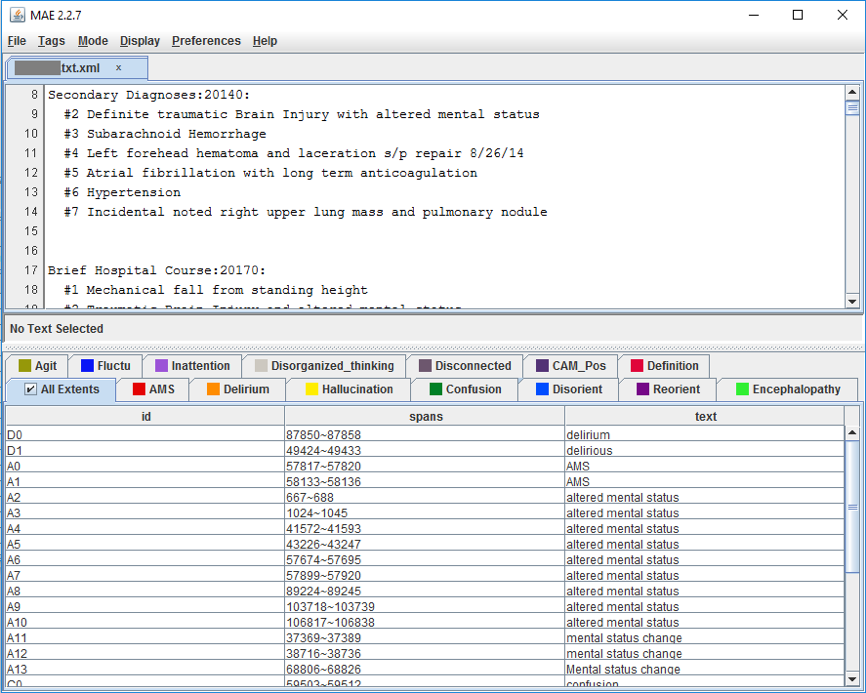 MAE 2.2.7
File Tags Mode Display Preferences Help
txt.xml x
8 Secondary Diagnoses:20140:
9 #2 Definite traumatic Brain Injury with altered mental status
10 #3 Subarachnoid Hemorrhage
11 #4 Left forehead hematoma and laceration s/p repair 8/26/14
12 #5 Atrial fibrillation with long term anticoagulation
13 #6 Hypertension
14 #7 Incidental noted right upper lung mass and pulmonary nodule
15
16
17 Brief Hospital Course:20170:
18 #1 Mechanical fall from standing height
19 #2 Traumatic Brain Injury and altered mental status
No Text Selected
Agit Fluctu Inattention Disorganized_thinking Disconnected CAM_Pos Definition
All Extents AMS Delirium Hallucination Confusion Disorient Reorient Encephalopathy
id spans text
D0 87850~87858 delirium
D1 49424~49433 delirious
A0 57817~57820 AMS
A1 58133~58136 AMS
A2 667~688 altered mental status
A3 1024~1045 altered mental status
A4 41572~41593 altered mental status
A5 43226~43247 altered mental status
A6 57674~57695 altered mental status
A7 57899~57920 altered mental status
A8 89224~89245 altered mental status
A9 103718~103739 altered mental status
A10 106817~106838 altered mental status
A11 37369~37389 mental status change
A12 38716~38736 mental status change
A13 68806~68826 Mental status change
C0 59503~59512 confusion